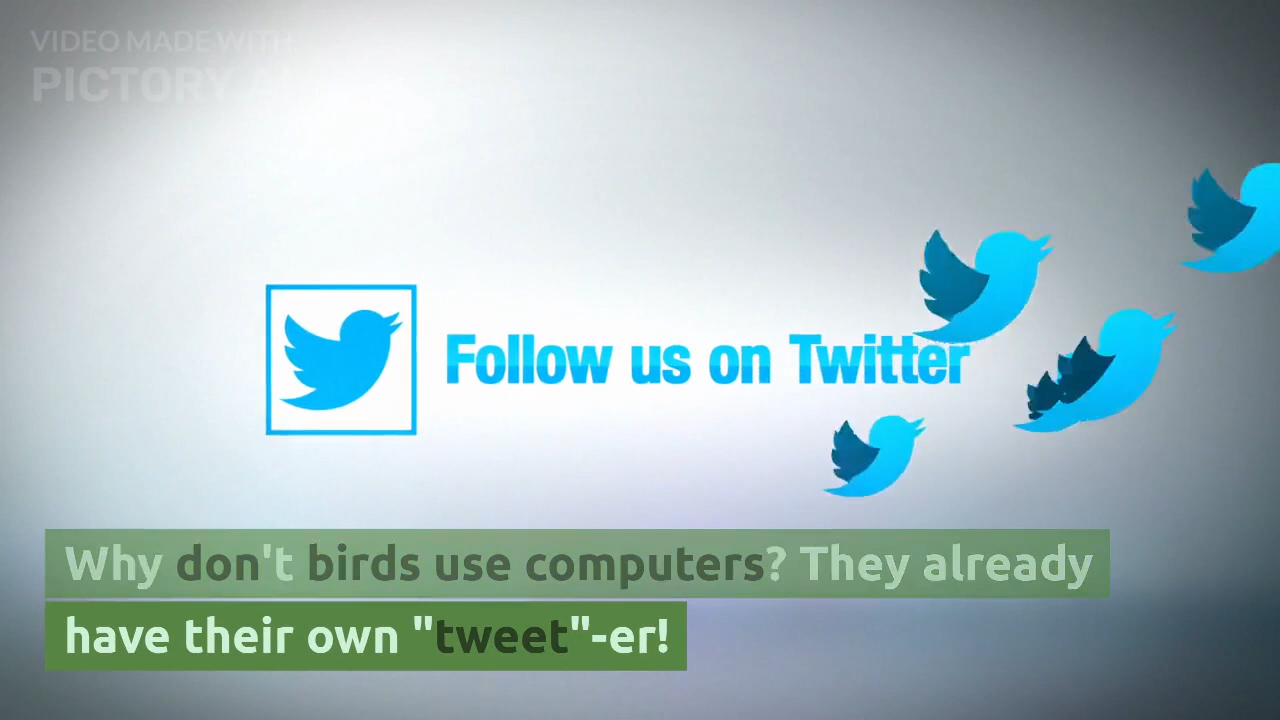 VIDEO MADE WITH
PICTORY
Follow us on Twitter
Why don't birds use computers? They already
have their own "tweet"-er!